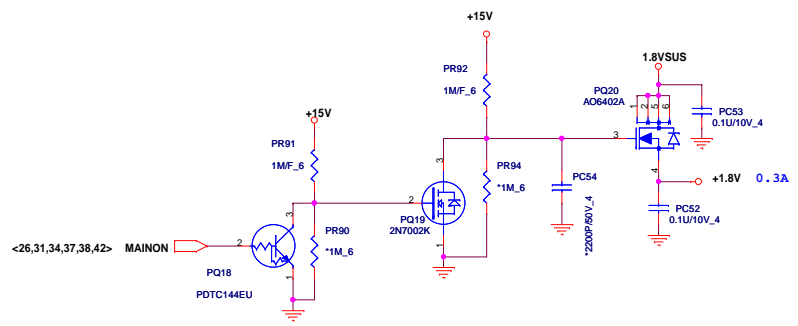 +15V
PR92
1M/F_6
1.8VSUS
PQ20
AO6402A
1
2
5
6
PC53
0.1U/10V_4
+15V
PR91
1M/F_6
3
3
4
+1.8V
0.3A
PR94
*1M_6
PC54
*2200P/50V_4
2
PQ19
2N7002K
1
PC52
0.1U/10V_4
3
PR90
*1M_6
<26,31,34,37,38,42>
MAINON
2
PQ18
1
PDTC144EU